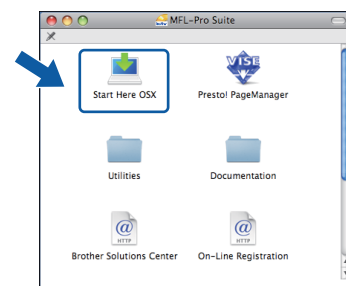 MFL-Pro Suite
VISE
Start Here OSX
Presto! PageManager
Utilities
Documentation
@
HTTP
@
HTTP
Brother Solutions Center
On-Line Registration